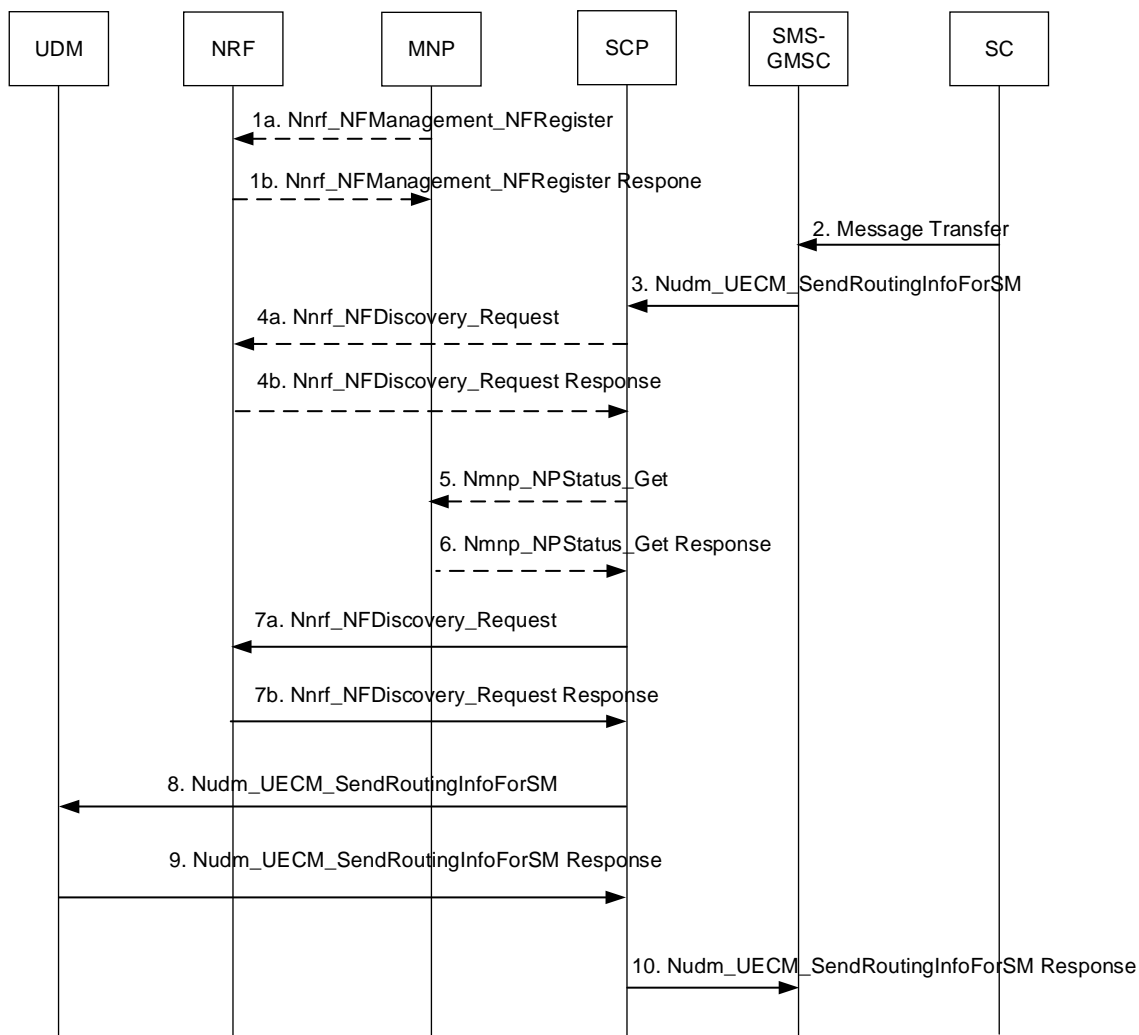 UDM
NRF
MNP
SCP
SMS-
GMSC
SC
1a. Nnrf_NFManagement_NFRegister
1b. Nnrf_NFManagement_NFRegister Respone
2. Message Transfer
3. Nudm_UECM_SendRoutingInfoForSM
4a. Nnrf_NFDiscovery_Request
4b. Nnrf_NFDiscovery_Request Response
5. Nmnp_NPStatus_Get
6. Nmnp_NPStatus_Get Response
7a. Nnrf_NFDiscovery_Request
7b. Nnrf_NFDiscovery_Request Response
8. Nudm_UECM_SendRoutingInfoForSM
9. Nudm_UECM_SendRoutingInfoForSM Response
10. Nudm_UECM_SendRoutingInfoForSM Response